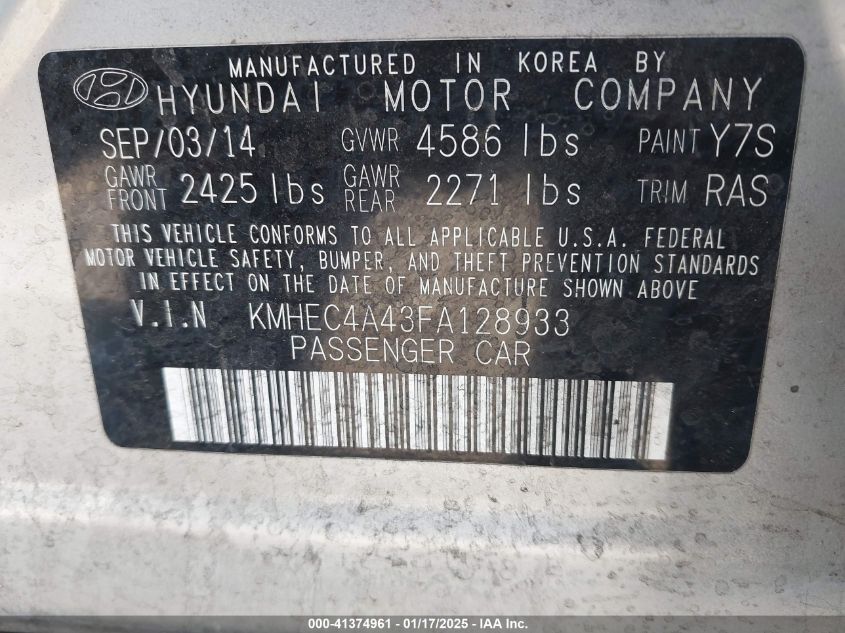 MANUFACTURED IN KOREA BY
HYUNDAI MOTOR COMPANY
SEP/03/14 GVWR 4586 lbs PAINT Y7S
GAWR FRONT 2425 lbs GAWR REAR 2271 lbs TRIM RAS
THIS VEHICLE CONFORMS TO ALL APPLICABLE U.S.A. FEDERAL
MOTOR VEHICLE SAFETY, BUMPER, AND THEFT PREVENTION STANDARDS
IN EFFECT ON THE DATE OF MANUFACTURE SHOWN ABOVE
V.I.N KMHEC4A43FA128933
PASSENGER CAR
000-41374961 - 01/17/2025 - IAA Inc.